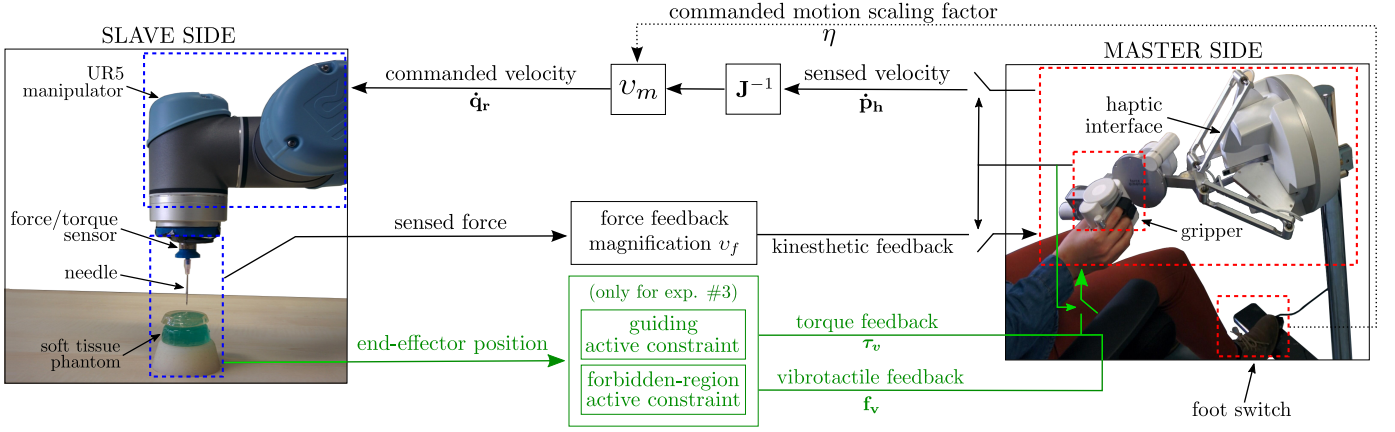 commanded motion scaling factor
η
SLAVE SIDE
MASTER SIDE
UR5
manipulator
commanded velocity
q̇ᵣ
υₘ
J⁻¹
sensed velocity
ṗₕ
haptic
interface
force/torque
sensor
sensed force
force feedback
magnification υ_f
kinesthetic feedback
gripper
needle
(only for exp. #3)
guiding
active constraint
torque feedback
τᵥ
soft tissue
phantom
end-effector position
forbidden-region
active constraint
vibrotactile feedback
fᵥ
foot switch